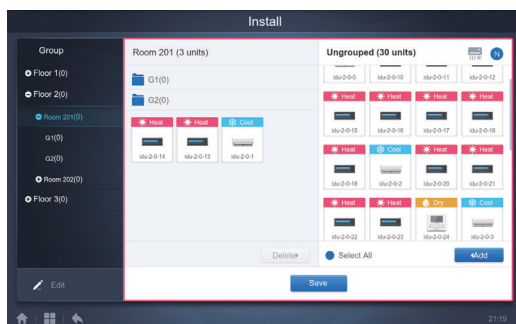 Install
Group
Floor 1(0)
Floor 2(0)
Room 201(0)
G1(0)
G2(0)
Room 202(0)
Floor 3(0)
Edit
Room 201 (3 units)
G1(0)
G2(0)
Heat Heat Cool
idu-2-0-14 idu-2-0-13 idu-2-0-1
Delete
Ungrouped (30 units) N
idu-2-0-0 idu-2-0-10 idu-2-0-11 idu-2-0-12
Heat Heat Heat Heat
idu-2-0-15 idu-2-0-16 idu-2-0-17 idu-2-0-18
Heat Cool Heat Heat
idu-2-0-19 idu-2-0-2 idu-2-0-20 idu-2-0-21
Heat Heat Dry Cool
idu-2-0-22 idu-2-0-23 idu-2-0-24 idu-2-0-3
Select All
Add
Save
21:19